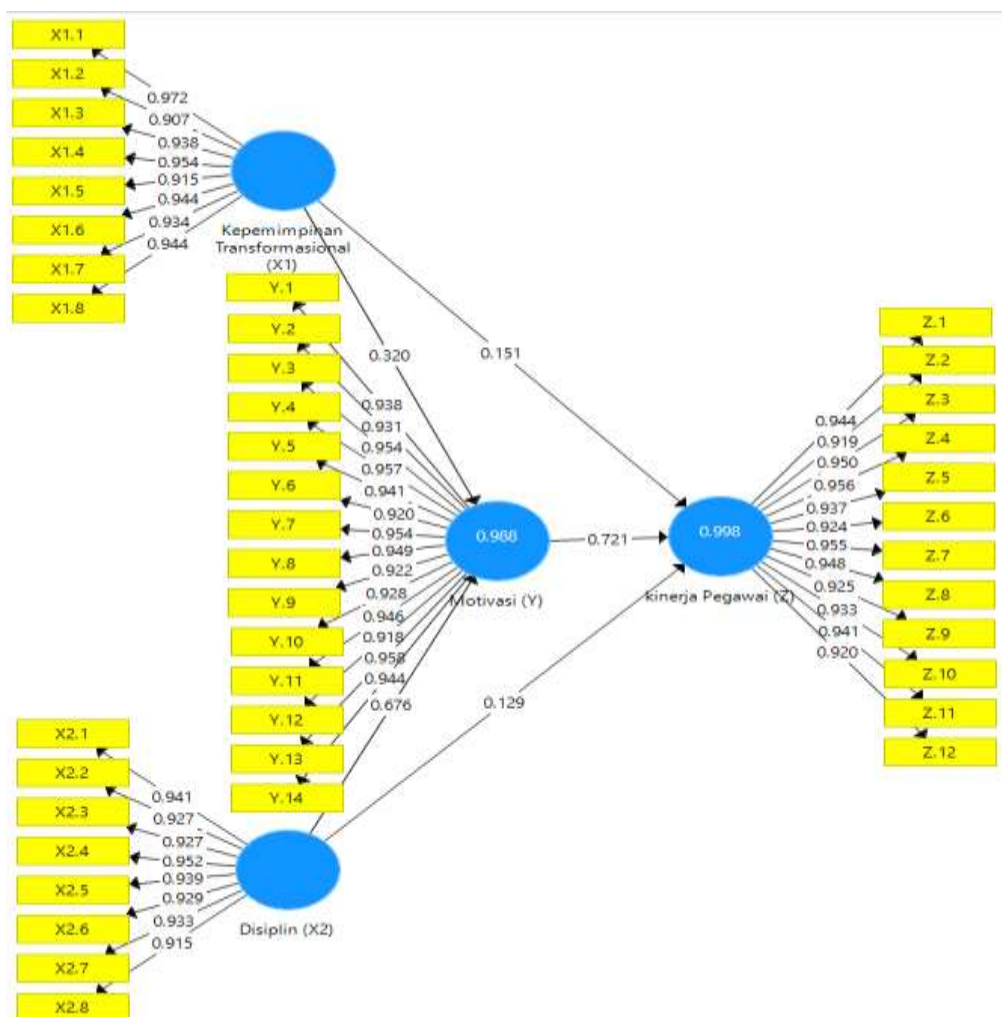 X1.1
X1.2
X1.3
X1.4
X1.5
X1.6
X1.7
X1.8
0.972
0.907
0.938
0.954
0.915
0.944
0.934
0.944
Kepemimpinan
Transformasional
(X1)
0.320
0.151
Y.1
Y.2
Y.3
Y.4
Y.5
Y.6
Y.7
Y.8
Y.9
Y.10
Y.11
Y.12
Y.13
Y.14
0.938
0.931
0.954
0.957
0.941
0.920
0.954
0.949
0.922
0.928
0.946
0.918
0.958
0.944
0.676
0.988
Motivasi (Y)
0.721
0.998
kinerja Pegawai (Z)
0.129
Z.1
Z.2
Z.3
Z.4
Z.5
Z.6
Z.7
Z.8
Z.9
Z.10
Z.11
Z.12
0.944
0.919
0.950
0.956
0.937
0.924
0.955
0.948
0.925
0.933
0.941
0.920
X2.1
X2.2
X2.3
X2.4
X2.5
X2.6
X2.7
X2.8
0.941
0.927
0.927
0.952
0.939
0.929
0.933
0.915
Disiplin (X2)